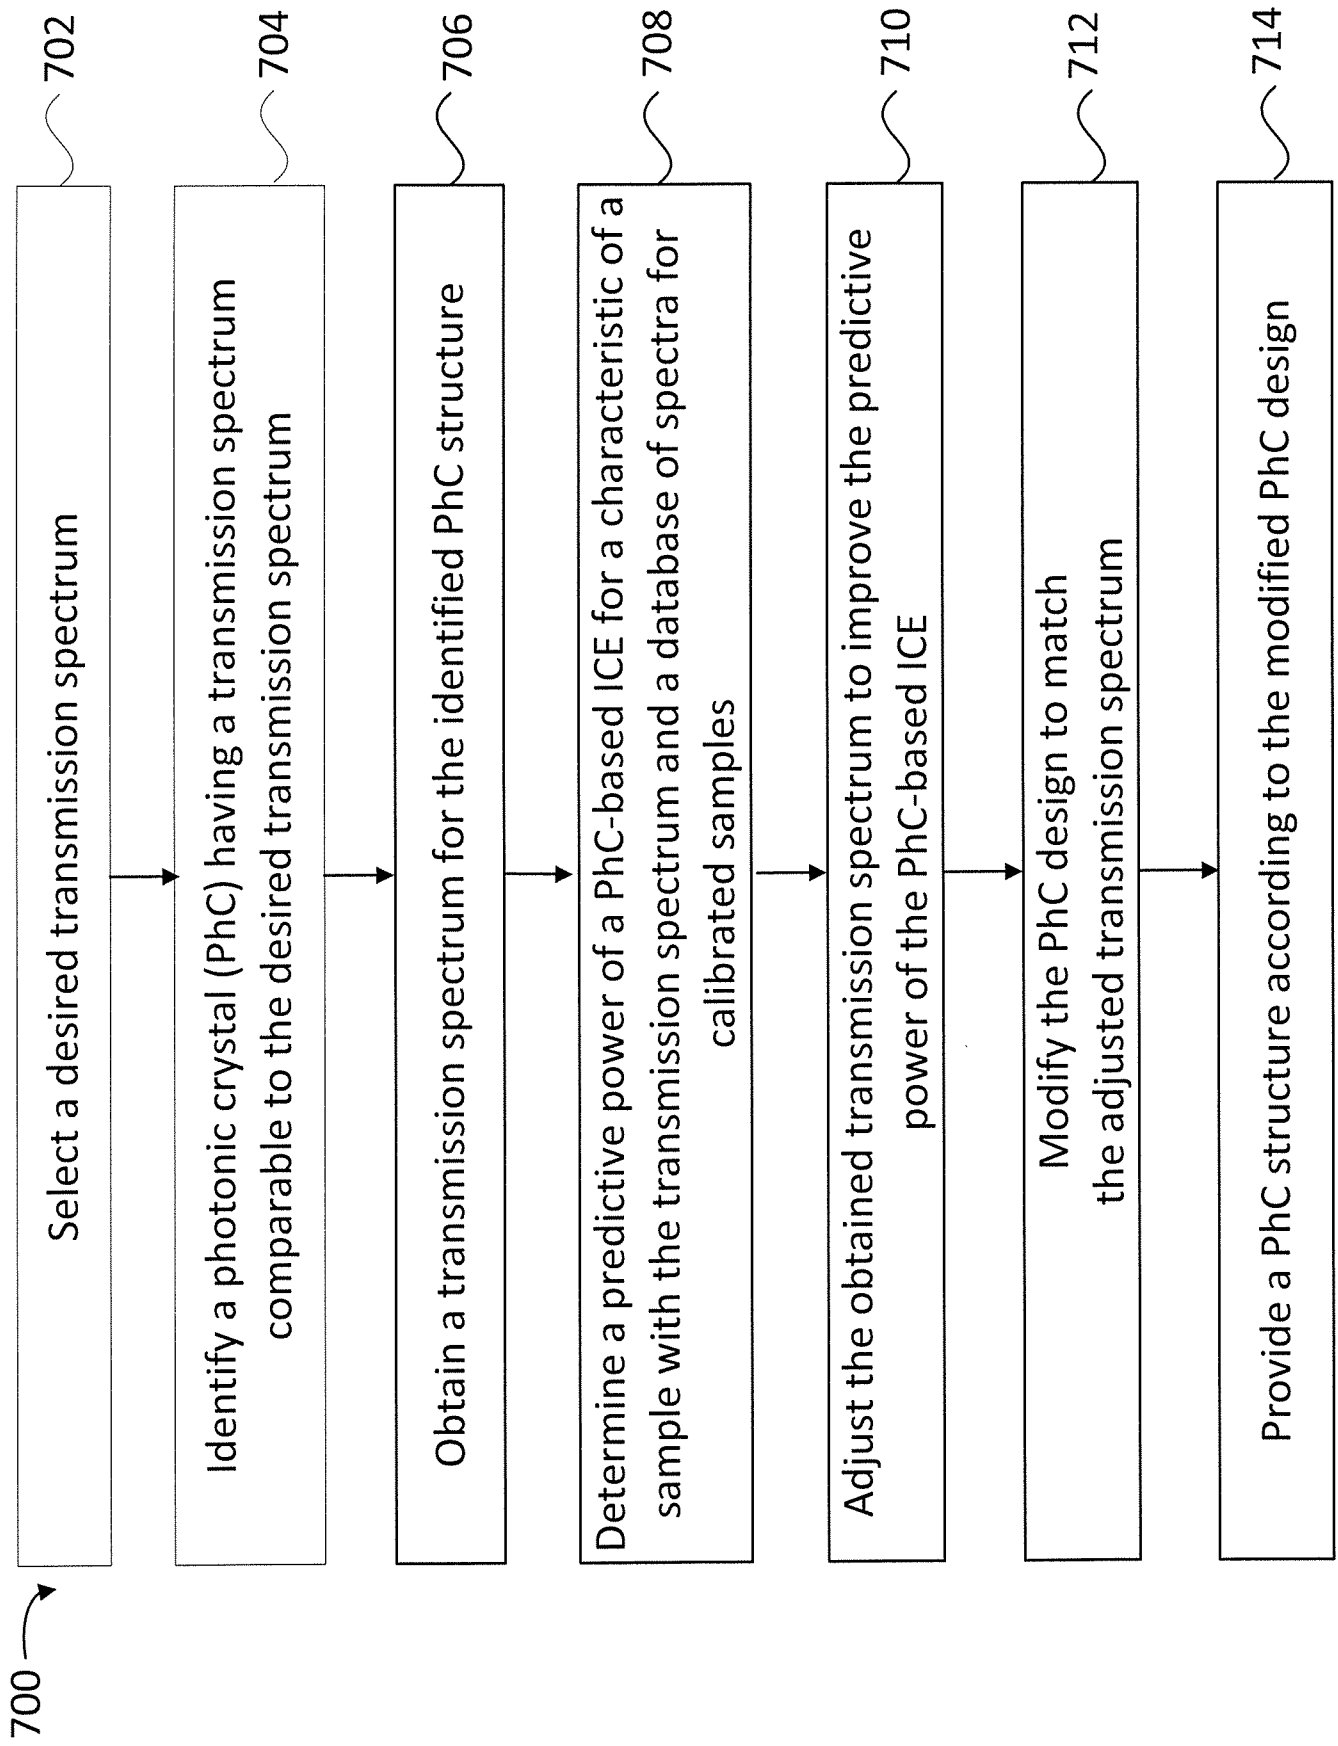 700
Select a desired transmission spectrum
702
Identify a photonic crystal (PhC) having a transmission spectrum
comparable to the desired transmission spectrum
704
Obtain a transmission spectrum for the identified PhC structure
706
Determine a predictive power of a PhC-based ICE for a characteristic of a
sample with the transmission spectrum and a database of spectra for
calibrated samples
708
Adjust the obtained transmission spectrum to improve the predictive
power of the PhC-based ICE
710
Modify the PhC design to match
the adjusted transmission spectrum
712
Provide a PhC structure according to the modified PhC design
714